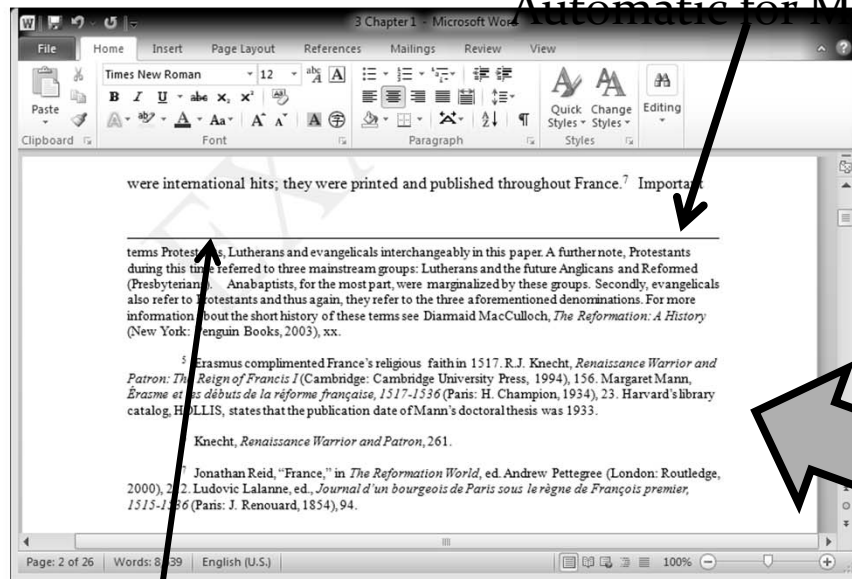 Automatic for M
3 Chapter 1 - Microsoft Word
File Home Insert Page Layout References Mailings Review View
Times New Roman 12
Paste
B I U abc X₂ X² 
Quick Styles Change Styles Editing
Clipboard Font Paragraph Styles
were international hits; they were printed and published throughout France.⁷ Important
terms Protestants, Lutherans and evangelicals interchangeably in this paper. A further note, Protestants
during this time referred to three mainstream groups: Lutherans and the future Anglicans and Reformed
(Presbyterians). Anabaptists, for the most part, were marginalized by these groups. Secondly, evangelicals
also refer to Protestants and thus again, they refer to the three aforementioned denominations. For more
information about the short history of these terms see Diarmaid MacCulloch, The Reformation: A History
(New York: Penguin Books, 2003), xx.
⁵ Erasmus complimented France's religious faith in 1517. R.J. Knecht, Renaissance Warrior and
Patron: The Reign of Francis I (Cambridge: Cambridge University Press, 1994), 156. Margaret Mann,
Érasme et les débuts de la réforme française, 1517-1536 (Paris: H. Champion, 1934), 23. Harvard's library
catalog, HOLLIS, states that the publication date of Mann's doctoral thesis was 1933.
Knecht, Renaissance Warrior and Patron, 261.
⁷ Jonathan Reid, "France," in The Reformation World, ed. Andrew Pettegree (London: Routledge,
2000), Ludovic Lalanne, ed., Journal d'un bourgeois de Paris sous le règne de François premier,
1515-1536 (Paris: J. Renouard, 1854), 94.
Page: 2 of 26 Words: English (U.S.) 100%